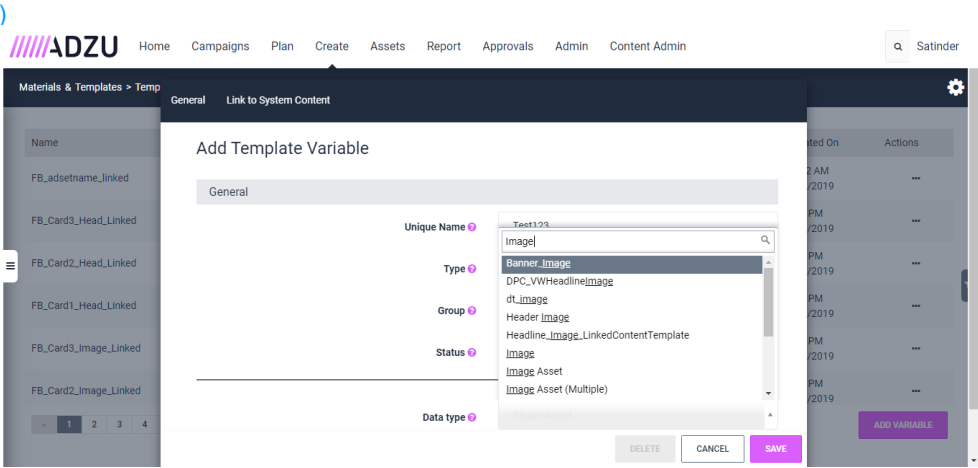 )
ADZU Home Campaigns Plan Create Assets Report Approvals Admin Content Admin Satinder
Materials & Templates > Temp
General Link to System Content
Add Template Variable
Name
ted On Actions
General
FB_adsetname_linked
2 AM
/2019
Unique Name
Test123
FB_Card3_Head_Linked
PM
/2019
Image
Type
Banner_Image
FB_Card2_Head_Linked
PM
/2019
DPC_VWHeadlineImage
dt_image
Group
Header Image
FB_Card1_Head_Linked
PM
/2019
Headline_Image_LinkedContentTemplate
Status
Image
FB_Card3_Image_Linked
PM
/2019
Image Asset
Image Asset (Multiple)
FB_Card2_Image_Linked
PM
/2019
Data type
Please select
« 1 2 3 4
ADD VARIABLE
DELETE CANCEL SAVE